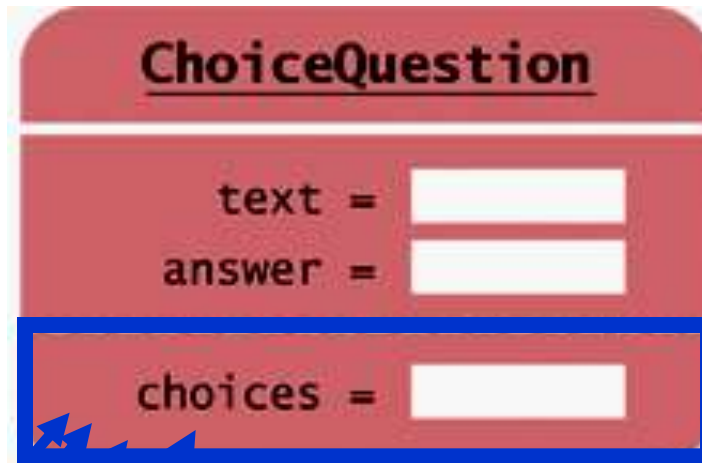 ChoiceQuestion
text =
answer =
choices =